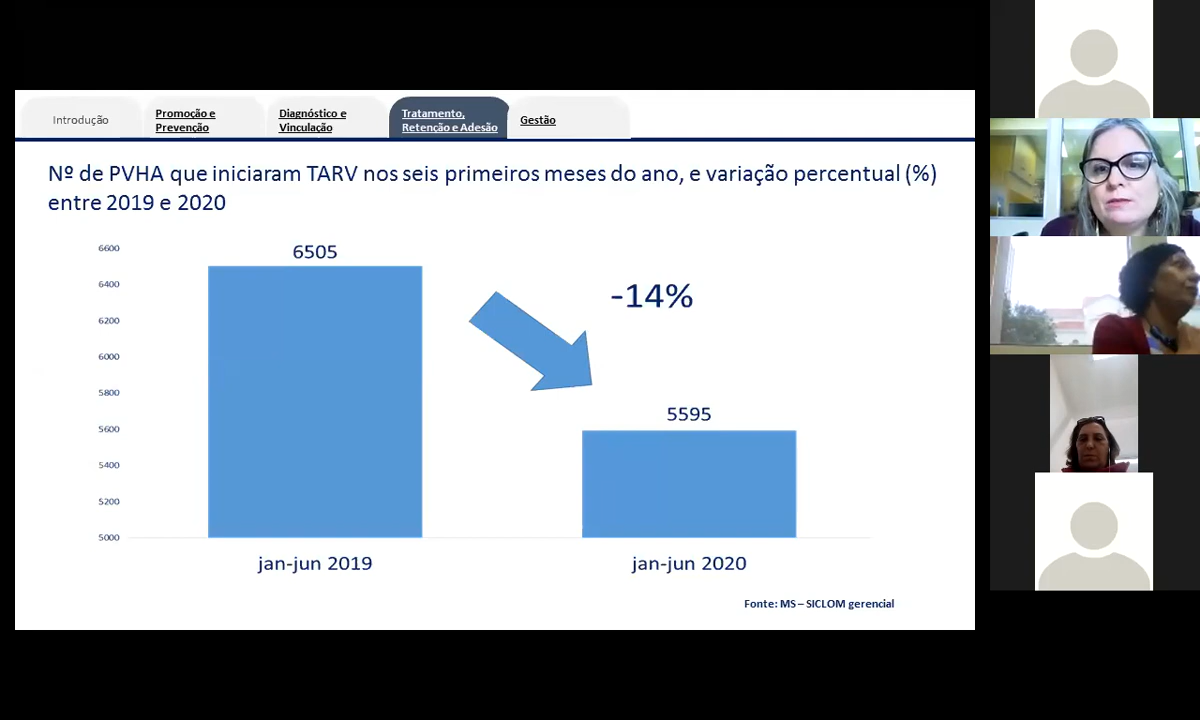 Introdução
Promoção e
Prevenção
Diagnóstico e
Vinculação
Tratamento,
Retenção e Adesão
Gestão
Nº de PVHA que iniciaram TARV nos seis primeiros meses do ano, e variação percentual (%)
entre 2019 e 2020
6600
6400
6200
6000
5800
5600
5400
5200
5000
6505
-14%
5595
jan-jun 2019
jan-jun 2020
Fonte: MS – SICLOM gerencial